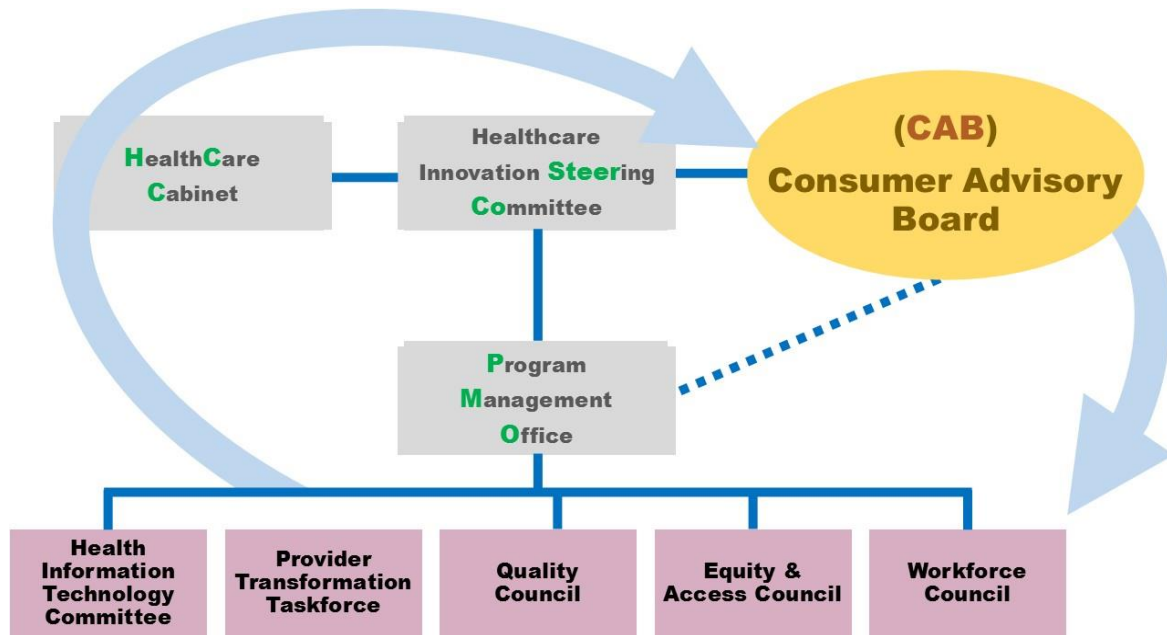 HealthCare
Cabinet
Healthcare
Innovation Steering
Committee
(CAB)
Consumer Advisory
Board
Program
Management
Office
Health
Information
Technology
Committee
Provider
Transformation
Taskforce
Quality
Council
Equity &
Access Council
Workforce
Council